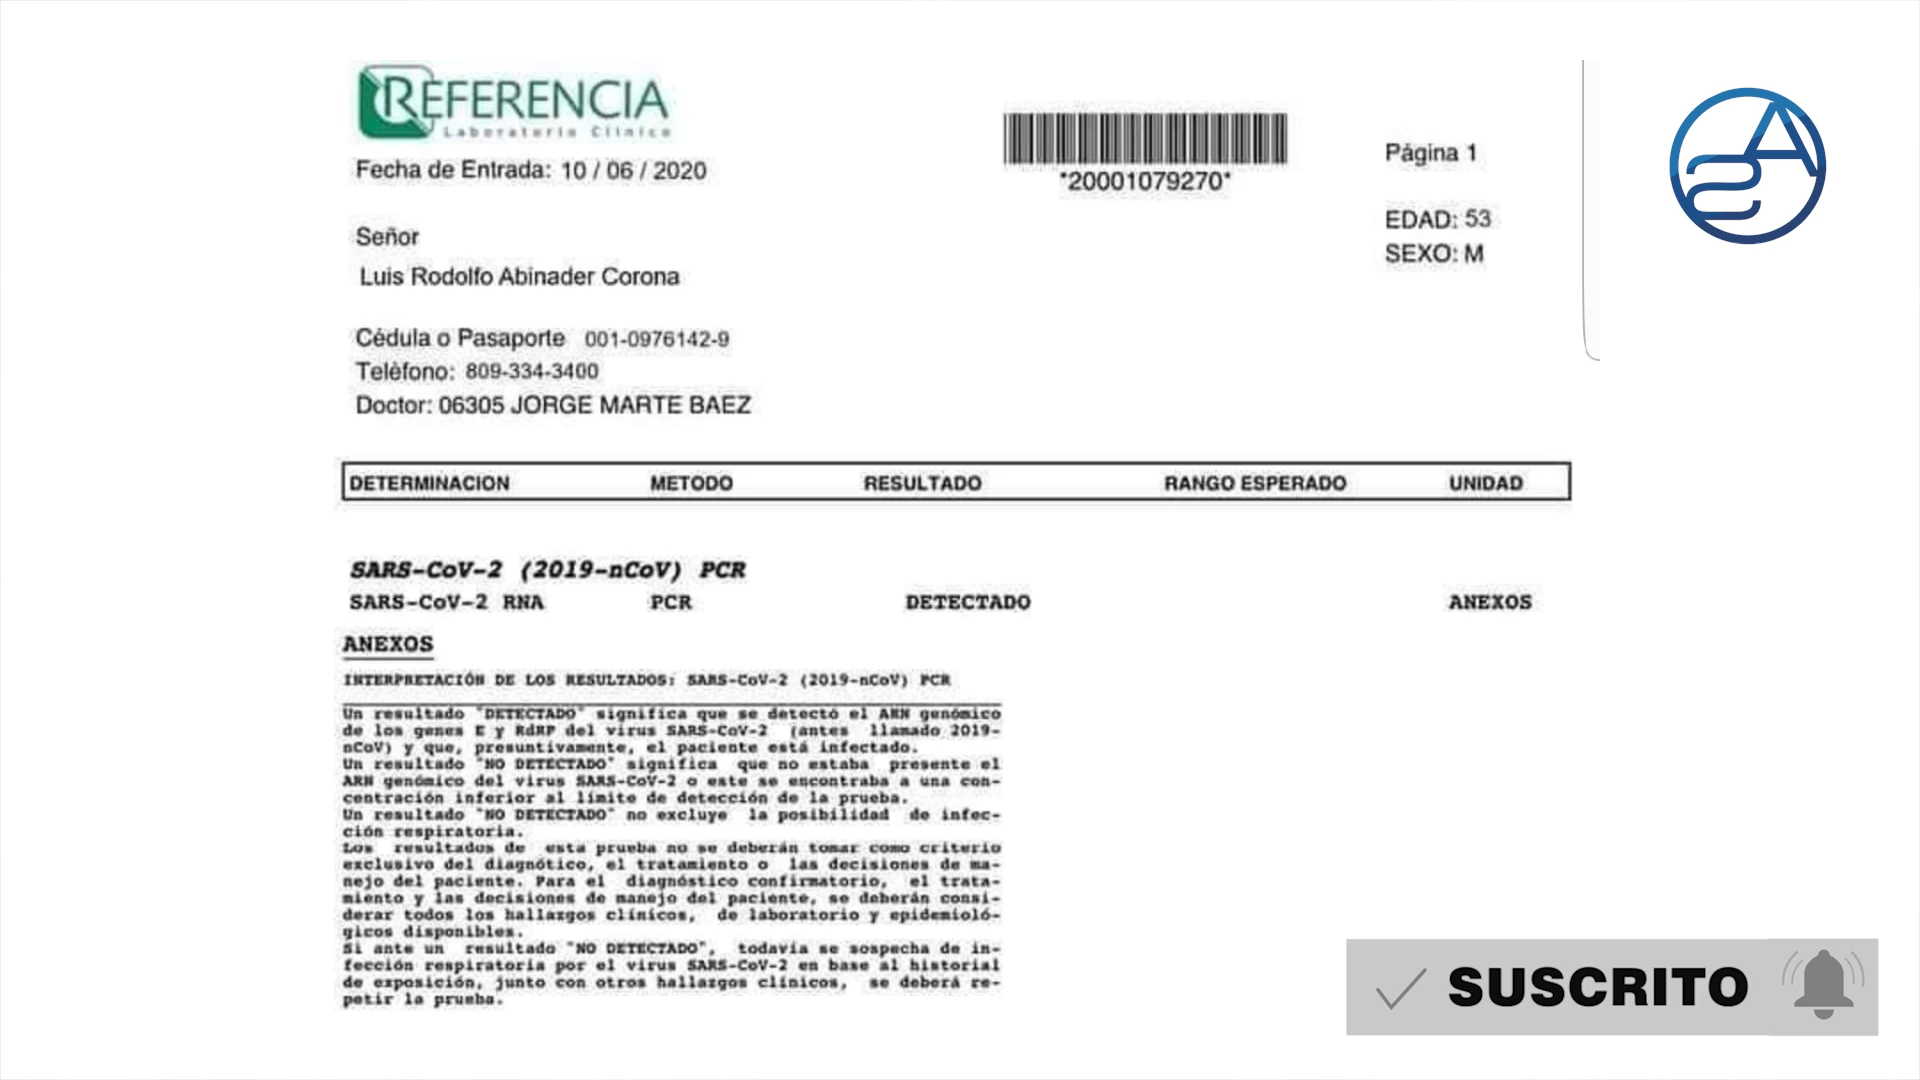 REFERENCIA
Laboratorio Clínico
Fecha de Entrada: 10 / 06 / 2020
*20001079270*
Página 1
EDAD: 53
SEXO: M
Señor
Luis Rodolfo Abinader Corona
Cédula o Pasaporte 001-0976142-9
Teléfono: 809-334-3400
Doctor: 06305 JORGE MARTE BAEZ
DETERMINACION METODO RESULTADO RANGO ESPERADO UNIDAD
SARS-CoV-2 (2019-nCoV) PCR
SARS-CoV-2 RNA PCR DETECTADO ANEXOS
ANEXOS
INTERPRETACIÓN DE LOS RESULTADOS: SARS-CoV-2 (2019-nCoV) PCR
Un resultado "DETECTADO" significa que se detectó el ARN genómico
de los genes E y RdRP del virus SARS-CoV-2 (antes llamado 2019-
nCoV) y que, presuntivamente, el paciente está infectado.
Un resultado "NO DETECTADO" significa que no estaba presente el
ARN genómico del virus SARS-CoV-2 o este se encontraba a una con-
centración inferior al límite de detección de la prueba.
Un resultado "NO DETECTADO" no excluye la posibilidad de infec-
ción respiratoria.
Los resultados de esta prueba no se deberán tomar como criterio
exclusivo del diagnótico, el tratamiento o las decisiones de ma-
nejo del paciente. Para el diagnóstico confirmatorio, el trata-
miento y las decisiones de manejo del paciente, se deberán consi-
derar todos los hallazgos clínicos, de laboratorio y epidemioló-
gicos disponibles.
Si ante un resultado "NO DETECTADO", todavía se sospecha de in-
fección respiratoria por el virus SARS-CoV-2 en base al historial
de exposición, junto con otros hallazgos clínicos, se deberá re-
petir la prueba.
SUSCRITO